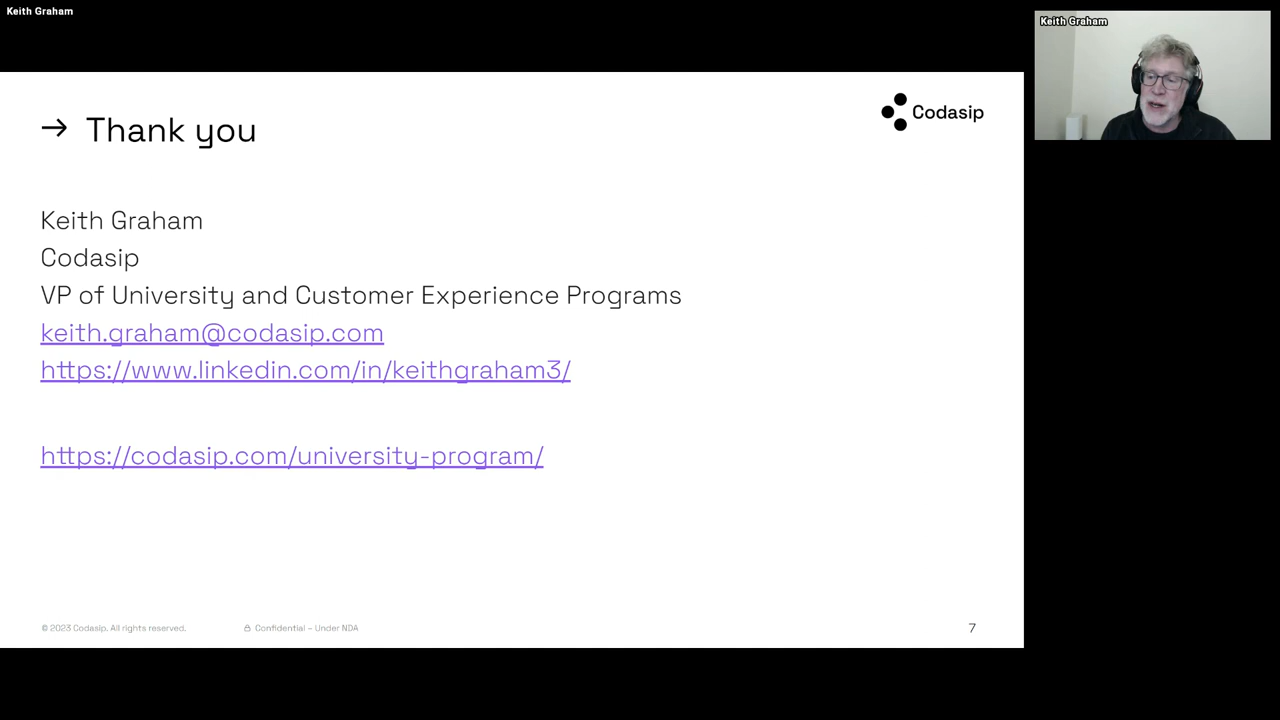 Keith Graham
Keith Graham
→ Thank you
Codasip
Keith Graham
Codasip
VP of University and Customer Experience Programs
keith.graham@codasip.com
https://www.linkedin.com/in/keithgraham3/
https://codasip.com/university-program/
© 2023 Codasip. All rights reserved.
Confidential – Under NDA
7